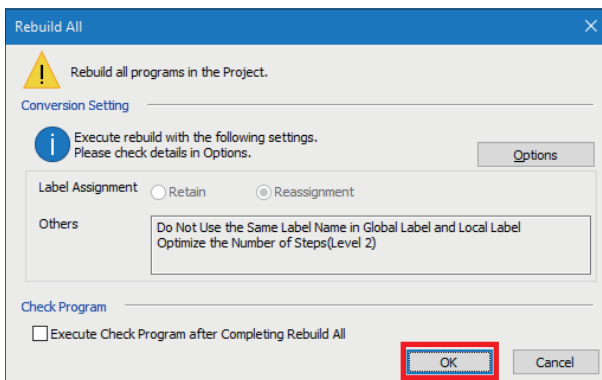 Rebuild All
Rebuild all programs in the Project.
Conversion Setting
Execute rebuild with the following settings.
Please check details in Options.
Options
Label Assignment Retain Reassignment
Others
Do Not Use the Same Label Name in Global Label and Local Label
Optimize the Number of Steps(Level 2)
Check Program
Execute Check Program after Completing Rebuild All
OK Cancel